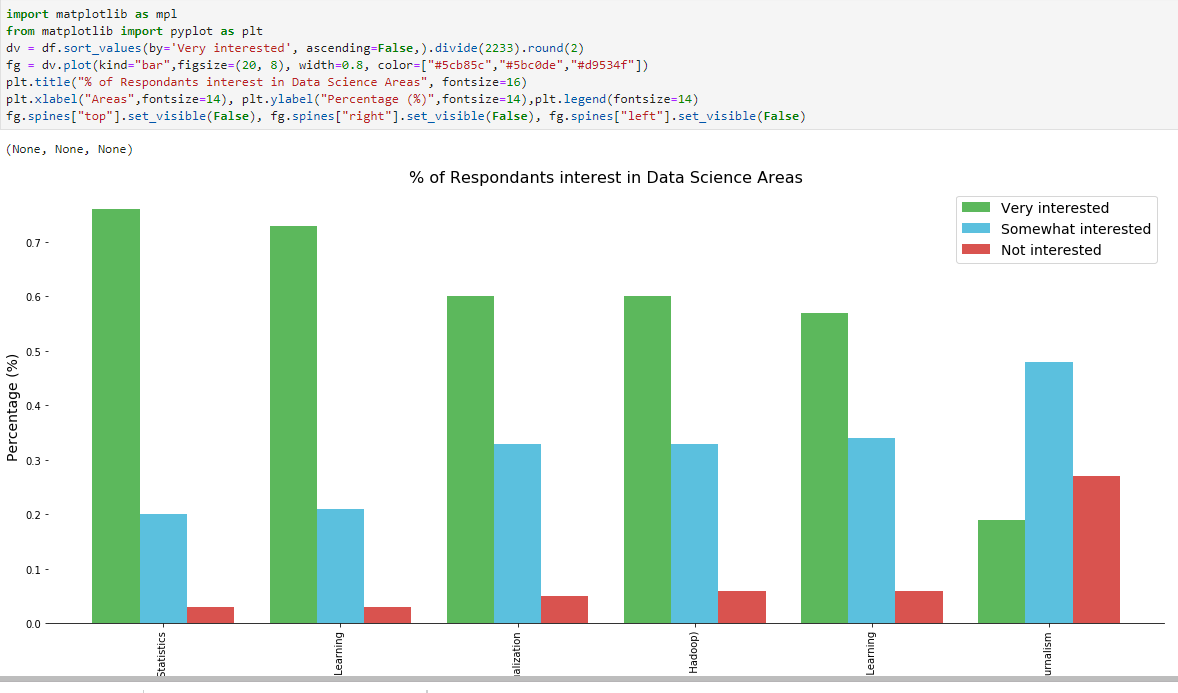 import matplotlib as mpl
from matplotlib import pyplot as plt
dv = df.sort_values(by='Very interested', ascending=False,).divide(2233).round(2)
fg = dv.plot(kind="bar",figsize=(20, 8), width=0.8, color=["#5cb85c","#5bc0de","#d9534f"])
plt.title("% of Respondants interest in Data Science Areas", fontsize=16)
plt.xlabel("Areas",fontsize=14), plt.ylabel("Percentage (%)",fontsize=14),plt.legend(fontsize=14)
fg.spines["top"].set_visible(False), fg.spines["right"].set_visible(False), fg.spines["left"].set_visible(False)
(None, None, None)
% of Respondants interest in Data Science Areas
Very interested
Somewhat interested
Not interested
Percentage (%)
0.7
0.6
0.5
0.4
0.3
0.2
0.1
0.0
Statistics
Learning
alization
Hadoop)
Learning
urnalism